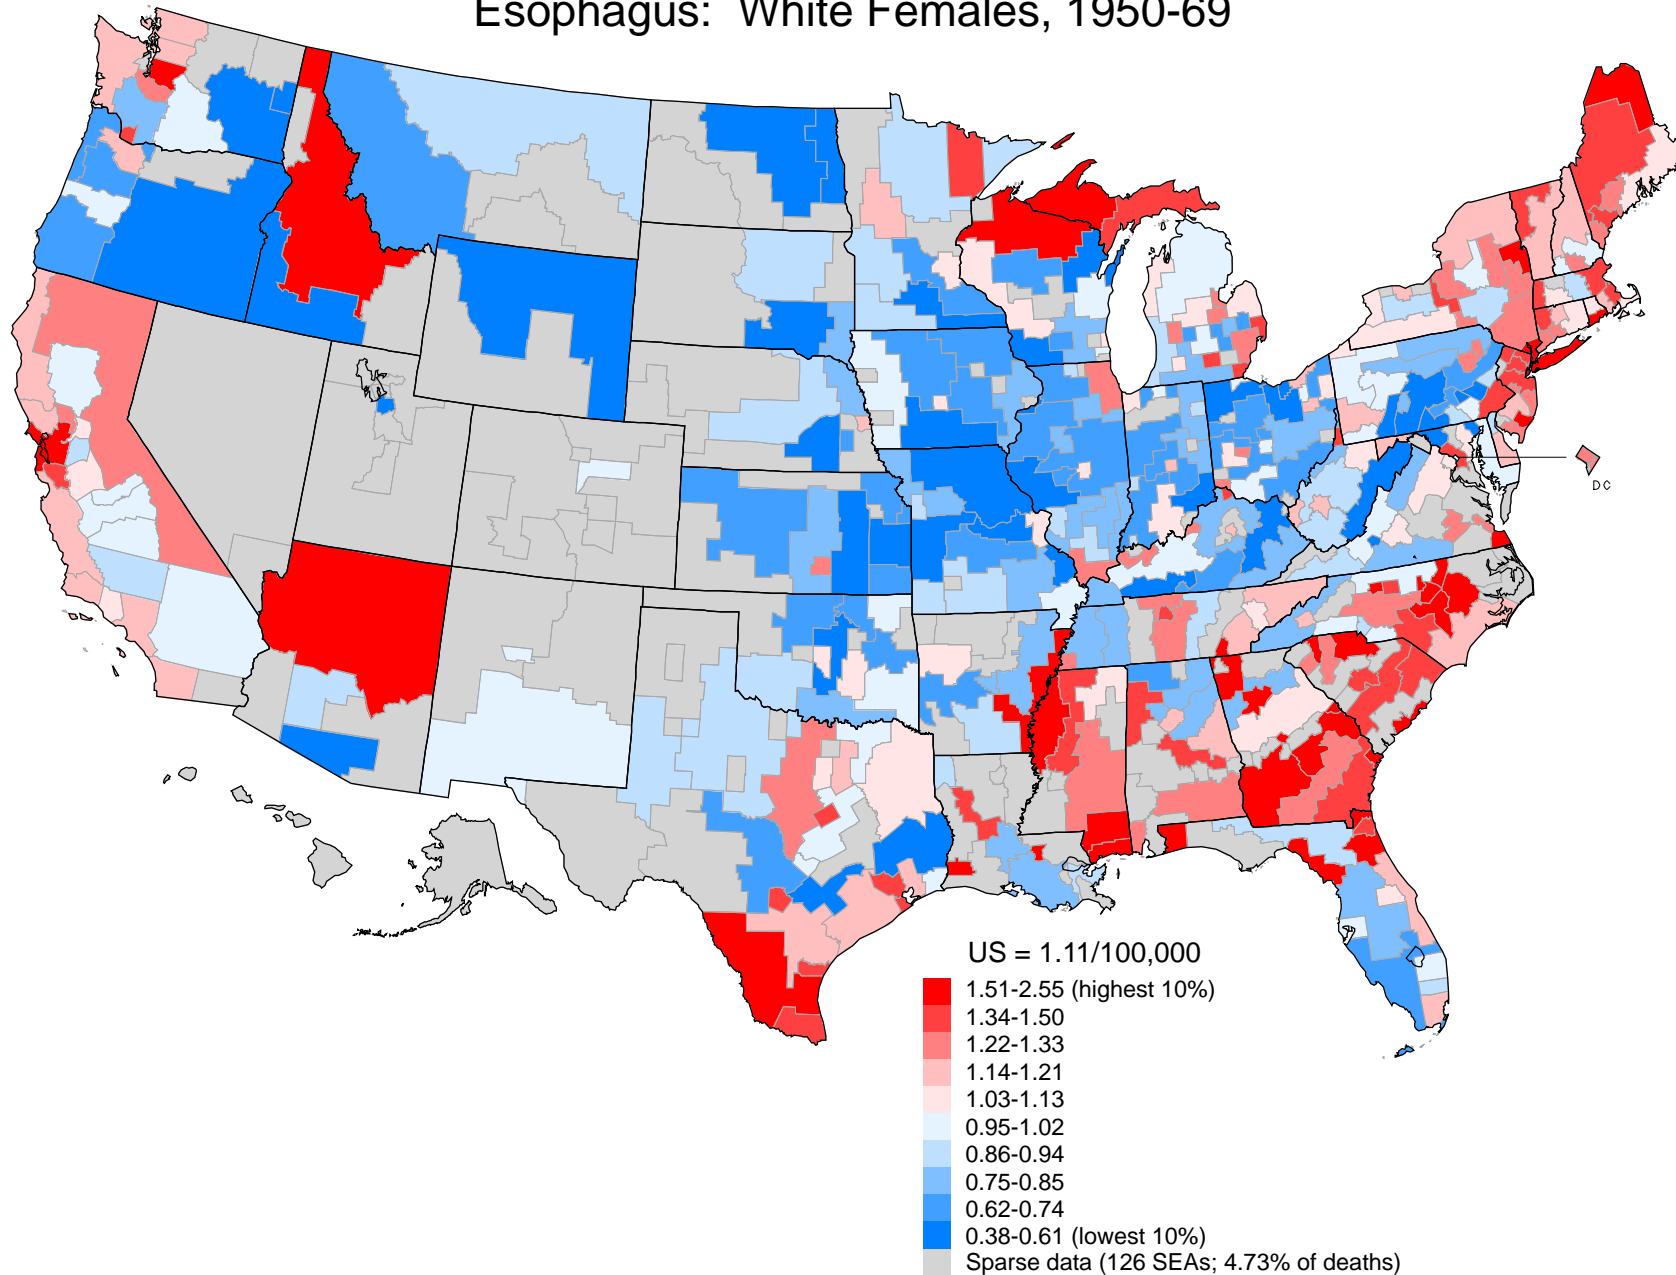 Esophagus: White Females, 1950-69
DC
US = 1.11/100,000
1.51-2.55 (highest 10%)
1.34-1.50
1.22-1.33
1.14-1.21
1.03-1.13
0.95-1.02
0.86-0.94
0.75-0.85
0.62-0.74
0.38-0.61 (lowest 10%)
Sparse data (126 SEAs; 4.73% of deaths)